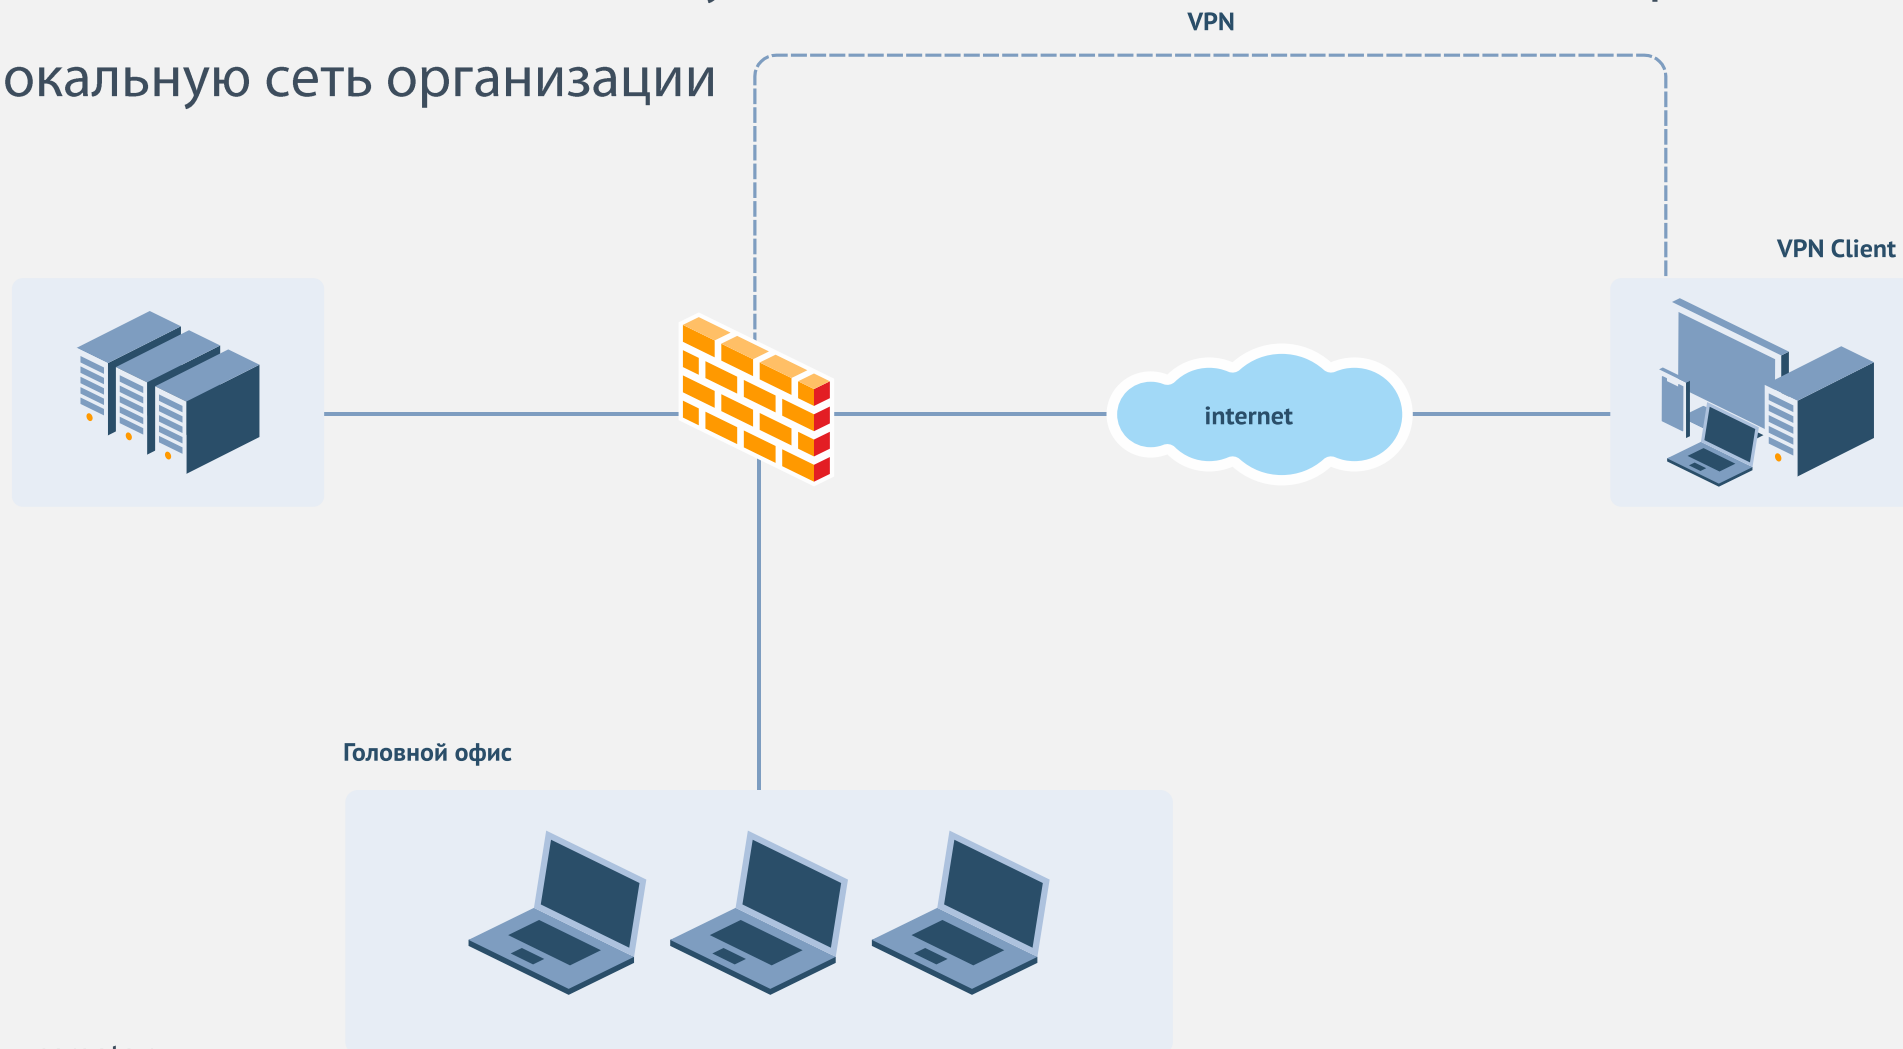 VPN
окальную сеть организации
VPN Client
internet
Головной офис